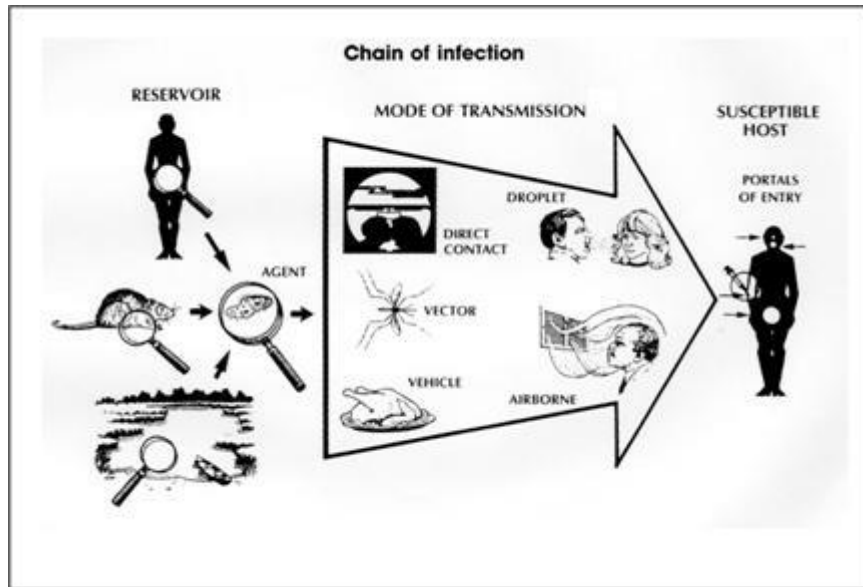 Chain of infection
RESERVOIR
MODE OF TRANSMISSION
SUSCEPTIBLE
HOST
PORTALS
OF ENTRY
AGENT
DIRECT
CONTACT
DROPLET
VECTOR
VEHICLE
AIRBORNE